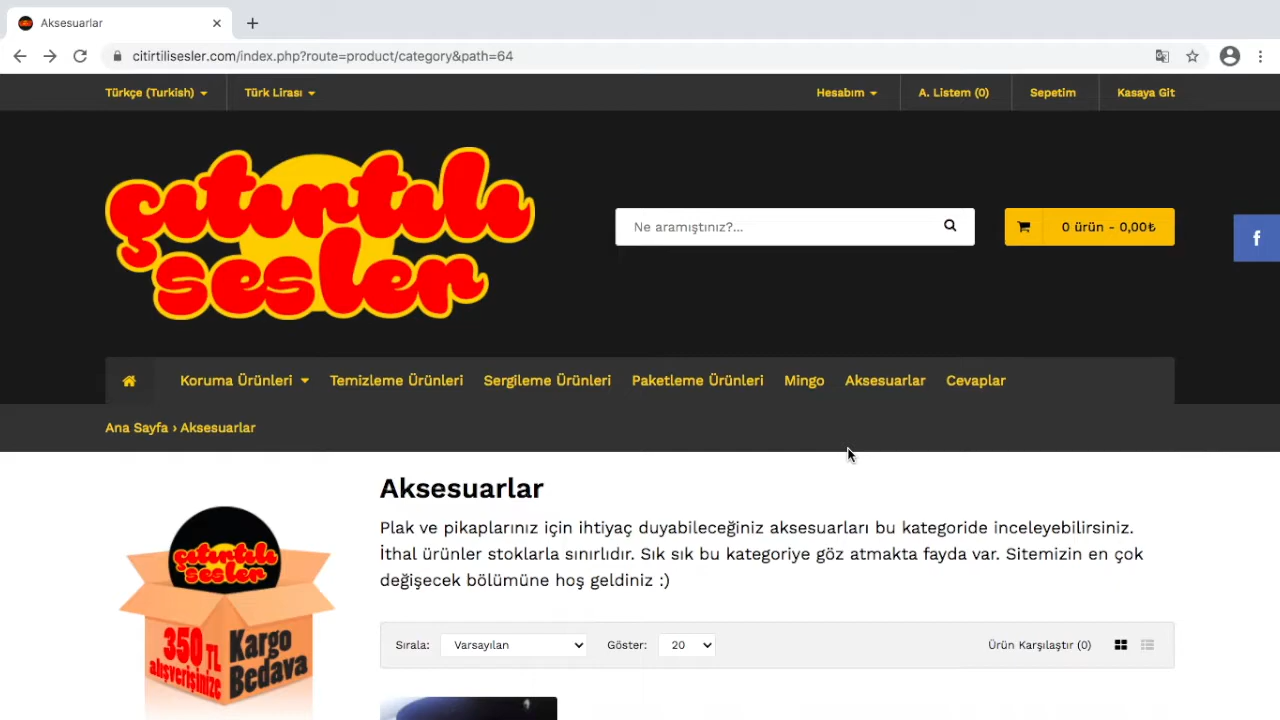 Aksesuarlar
citirtilisesler.com/index.php?route=product/category&path=64
Türkçe (Turkish) Türk Lirası Hesabım A. Listem (0) Sepetim Kasaya Git
çıtırtılı
sesler
Ne aramıştınız?... 0 ürün - 0,00₺
f
Koruma Ürünleri Temizleme Ürünleri Sergileme Ürünleri Paketleme Ürünleri Mingo Aksesuarlar Cevaplar
Ana Sayfa › Aksesuarlar
Aksesuarlar
Plak ve pikaplarınız için ihtiyaç duyabileceğiniz aksesuarları bu kategoride inceleyebilirsiniz.
İthal ürünler stoklarla sınırlıdır. Sık sık bu kategoriye göz atmakta fayda var. Sitemizin en çok
değişecek bölümüne hoş geldiniz :)
çıtırtılı
sesler
350 TL
alışverişinize
Kargo
Bedava
Sırala: Varsayılan Göster: 20 Ürün Karşılaştır (0)